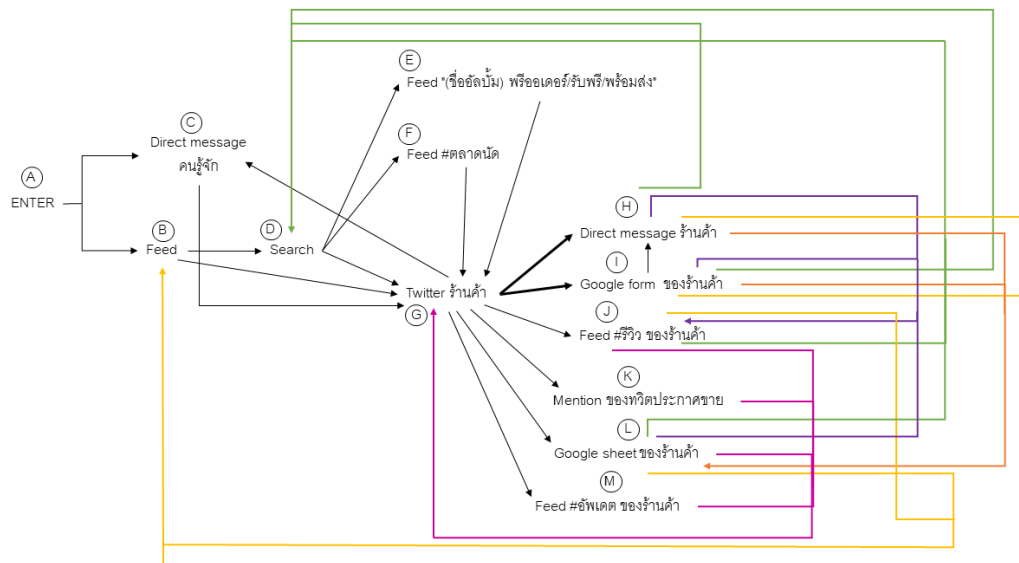 E
Feed "(ชื่ออัลบั้ม) พรีออเดอร์/รับพรี/พร้อมส่ง"
C
Direct message
คนรู้จัก
F
Feed #ตลาดนัด
A
ENTER
B
Feed
D
Search
H
Direct message ร้านค้า
I
Google form ของร้านค้า
Twitter ร้านค้า
G
J
Feed #รีวิว ของร้านค้า
K
Mention ของทวิตประกาศขาย
L
Google sheet ของร้านค้า
M
Feed #อัพเดต ของร้านค้า